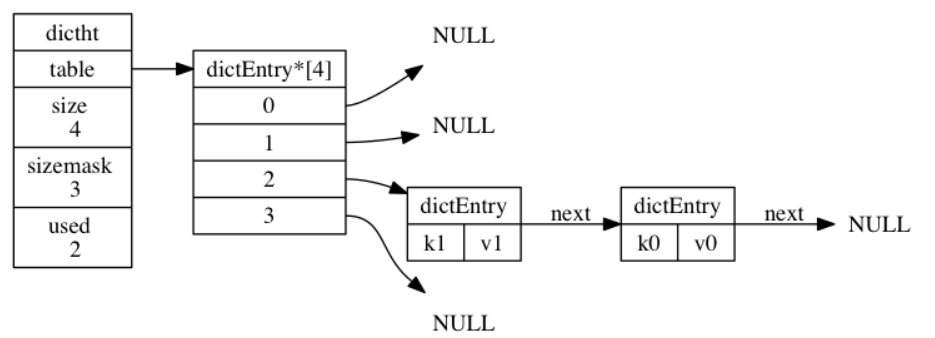 dictht
table
size
4
sizemask
3
used
2
dictEntry*[4]
0
1
2
3
NULL
NULL
dictEntry
k1 v1
next
dictEntry
k0 v0
next
NULL
NULL